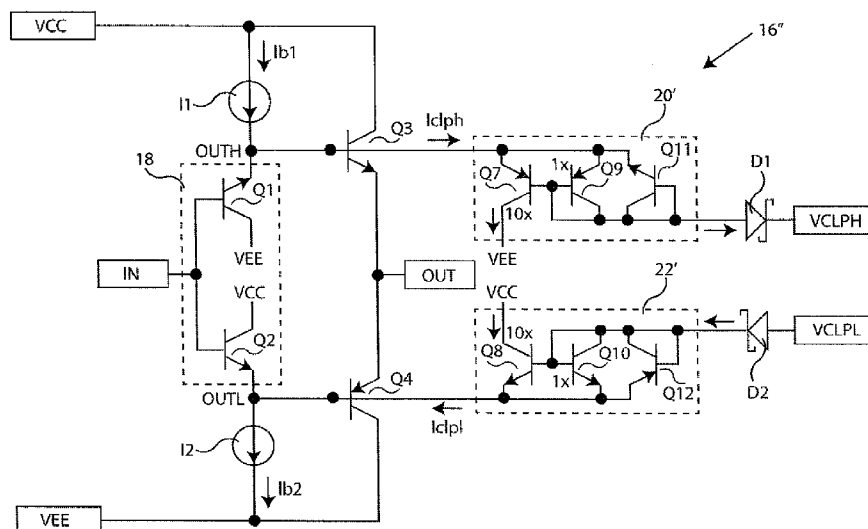 VCC
Ib1
16"
I1
Q3
Iclph
20'
OUTH
18
Q1
Q7
1x
Q9
Q11
D1
10x
VCLPH
VEE
VEE
IN
OUT
VCC
VCC
22'
10x
Q2
Q8
Q10
VCLPL
Q4
1x
Q12
D2
OUTL
Iclpl
I2
Ib2
VEE